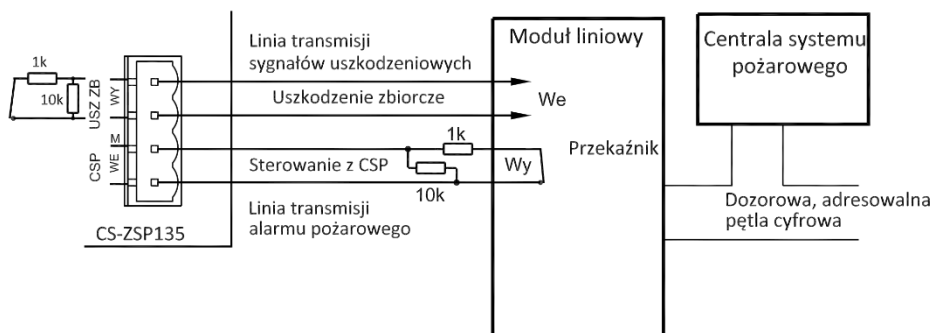 1k
10k
USZ ZB
WY
M
CSP
WE
CS-ZSP135
Linia transmisji
sygnałów uszkodzeniowych
Uszkodzenie zbiorcze
Sterowanie z CSP
Linia transmisji
alarmu pożarowego
1k
10k
Moduł liniowy
We
Przekaźnik
Wy
Centrala systemu
pożarowego
Dozorowa, adresowalna
pętla cyfrowa